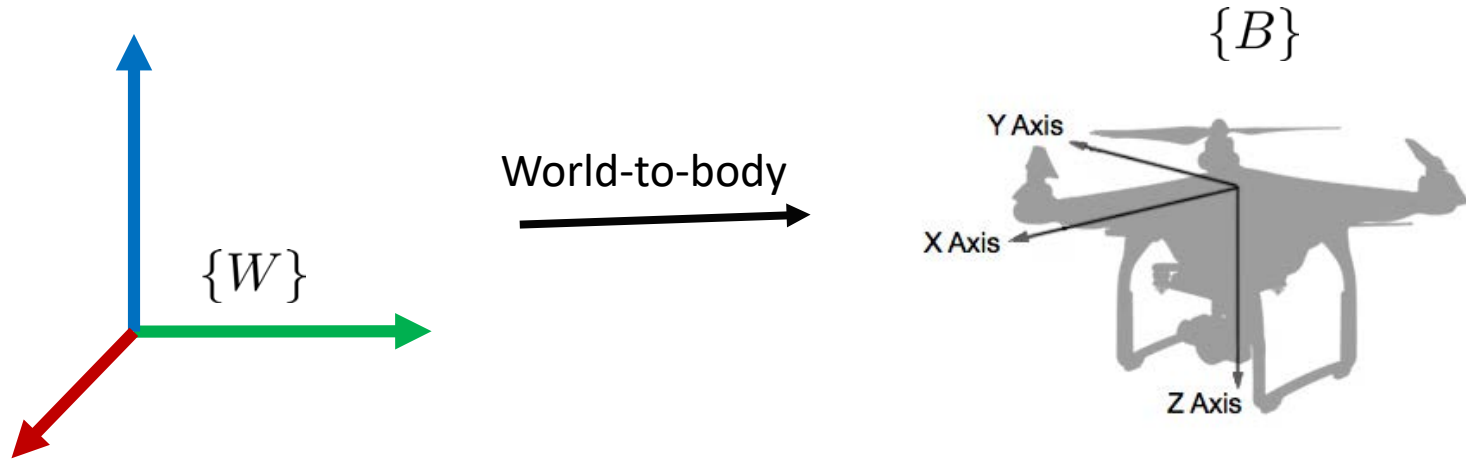 {B}
Y Axis
World-to-body
X Axis
{W}
Z Axis